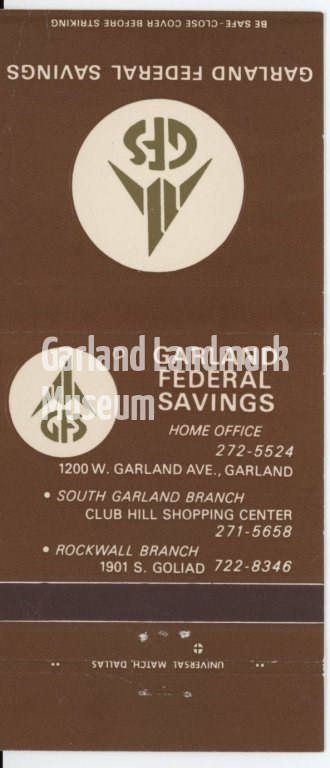 BE SAFE - CLOSE COVER BEFORE STRIKING
GARLAND FEDERAL SAVINGS
GFS
Garland Landmark
Museum
GFS
GARLAND
FEDERAL
SAVINGS
HOME OFFICE
272-5524
1200 W. GARLAND AVE., GARLAND
• SOUTH GARLAND BRANCH
CLUB HILL SHOPPING CENTER
271-5658
• ROCKWALL BRANCH
1901 S. GOLIAD 722-8346
UNIVERSAL MATCH, DALLAS